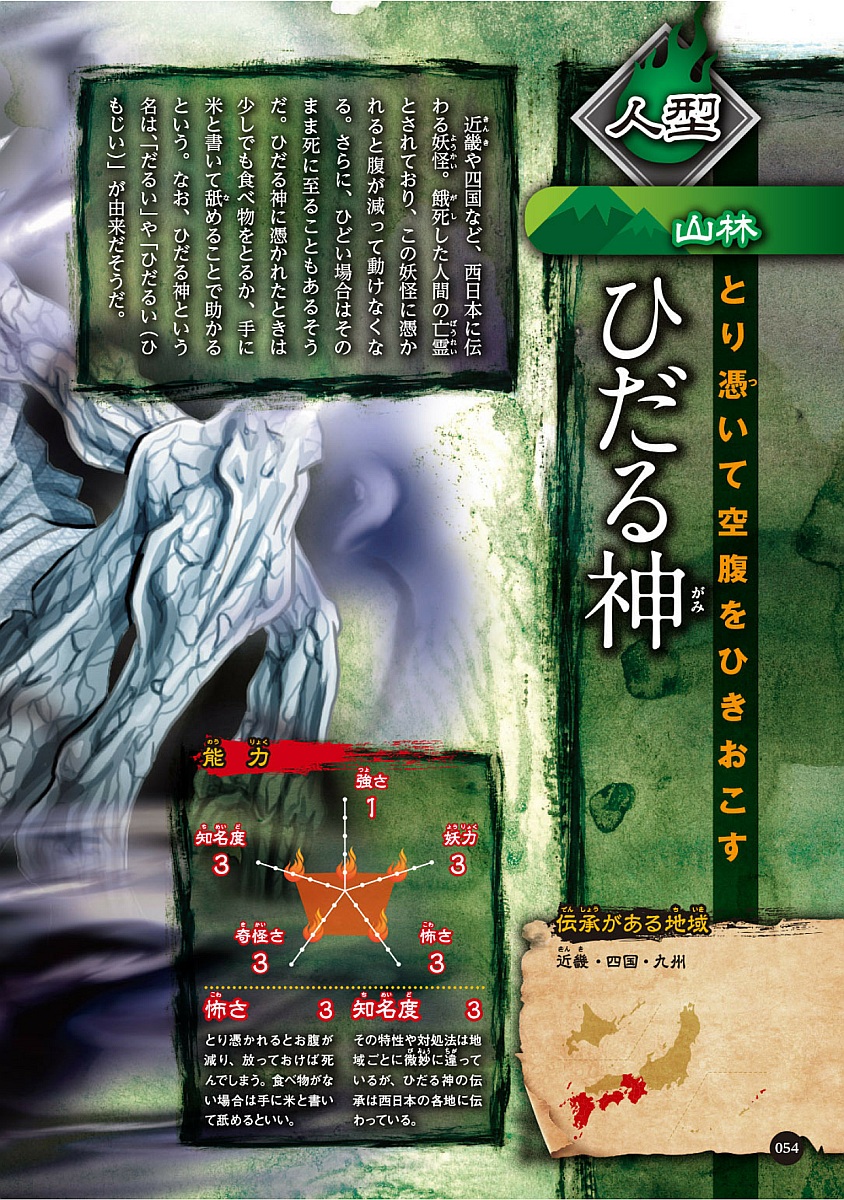 人型
山林
とり憑いて空腹をひきおこす
ひだる神
がみ
近畿や四国など、西日本に伝
わる妖怪。餓死した人間の亡霊
とされており、この妖怪に憑か
れると腹が減って動けなくな
る。さらに、ひどい場合はその
まま死に至ることもあるそう
だ。ひだる神に憑かれたときは
少しでも食べ物をとるか、手に
米と書いて舐めることで助かる
という。なお、ひだる神という
名は、「だるい」や「ひだるい（ひ
もじい）」が由来だそうだ。
能力
強さ
1
妖力
3
怖さ
3
奇怪さ
3
知名度
3
怖さ 3
とり憑かれるとお腹が
減り、放っておけば死
んでしまう。食べ物がな
い場合は手に米と書い
て舐めるといい。
知名度 3
その特性や対処法は地
域ごとに微妙に違って
いるが、ひだる神の伝
承は西日本の各地に伝
わっている。
伝承がある地域
近畿・四国・九州
054